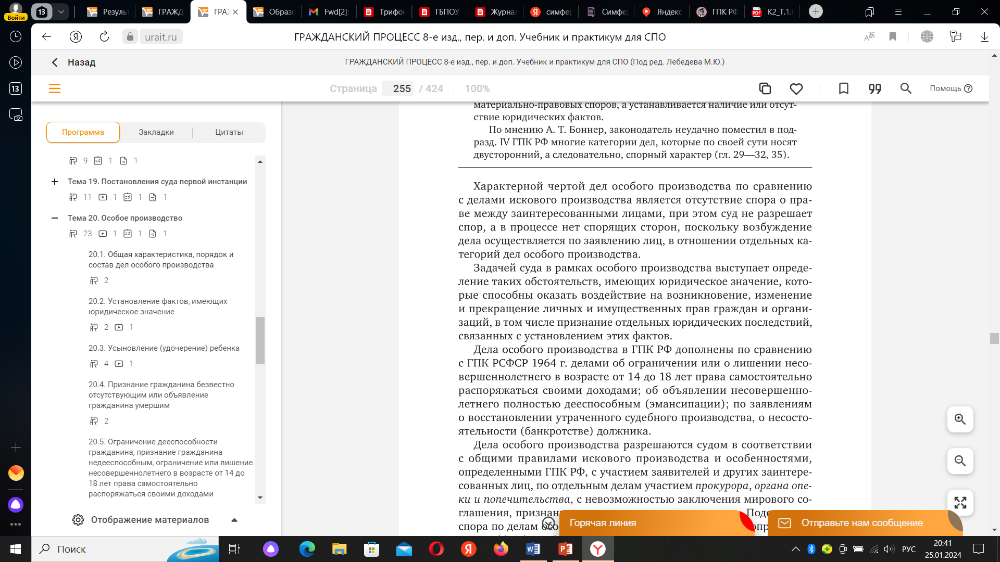 Войти
13
Резуль
ГРАЖД
ГРАЖ
Образо
Fwd[2]:
Трифон
ГБПОУ
Журнал
симфер
Симфер
Яндекс
ГПК РФ
К2_Т.1.i
urait.ru
ГРАЖДАНСКИЙ ПРОЦЕСС 8-е изд., пер. и доп. Учебник и практикум для СПО
Назад
ГРАЖДАНСКИЙ ПРОЦЕСС 8-е изд., пер. и доп. Учебник и практикум для СПО (Под ред. Лебедева М.Ю.)
13
Страница 255 / 424 100%
Помощь
Программа Закладки Цитаты
9 1 1
Тема 19. Постановления суда первой инстанции
11 1 1 1
Тема 20. Особое производство
23 1 1 1
20.1. Общая характеристика, порядок и
состав дел особого производства
2
20.2. Установление фактов, имеющих
юридическое значение
2 1
20.3. Усыновление (удочерение) ребенка
4 1
20.4. Признание гражданина безвестно
отсутствующим или объявление
гражданина умершим
2
20.5. Ограничение дееспособности
гражданина, признание гражданина
недееспособным, ограничение или лишение
несовершеннолетнего в возрасте от 14 до
18 лет права самостоятельно
распоряжаться своими доходами
Отображение материалов
материально-правовых споров, а устанавливается наличие или отсут-
ствие юридических фактов.
По мнению А. Т. Боннер, законодатель неудачно поместил в под-
разд. IV ГПК РФ многие категории дел, которые по своей сути носят
двусторонний, а следовательно, спорный характер (гл. 29—32, 35).
Характерной чертой дел особого производства по сравнению
с делами искового производства является отсутствие спора о пра-
ве между заинтересованными лицами, при этом суд не разрешает
спор, а в процессе нет спорящих сторон, поскольку возбуждение
дела осуществляется по заявлению лиц, в отношении отдельных ка-
тегорий дел особого производства.
Задачей суда в рамках особого производства выступает опреде-
ление таких обстоятельств, имеющих юридическое значение, кото-
рые способны оказать воздействие на возникновение, изменение
и прекращение личных и имущественных прав граждан и органи-
заций, в том числе признание отдельных юридических последствий,
связанных с установлением этих фактов.
Дела особого производства в ГПК РФ дополнены по сравнению
с ГПК РСФСР 1964 г. делами об ограничении или о лишении несо-
вершеннолетнего в возрасте от 14 до 18 лет права самостоятельно
распоряжаться своими доходами; об объявлении несовершенно-
летнего полностью дееспособным (эмансипации); по заявлениям
о восстановлении утраченного судебного производства, о несосто-
ятельности (банкротстве) должника.
Дела особого производства разрешаются судом в соответствии
с общими правилами искового производства и особенностями,
определенными ГПК РФ, с участием заявителей и других заинтере-
сованных лиц, по отдельным делам участием прокурора, органа опе-
ки и попечительства, с невозможностью заключения мирового со-
глашения, признан
спора по делам осо
Горячая линия
Отправьте нам сообщение
Поиск
РУС
20:41
25.01.2024